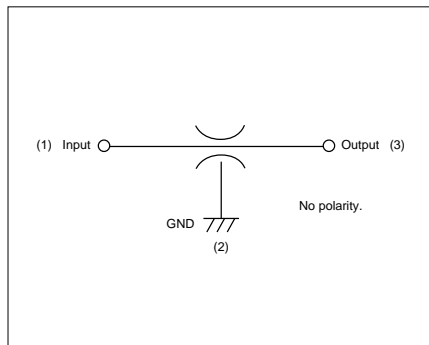 (1) Input Output (3)
No polarity.
GND
(2)